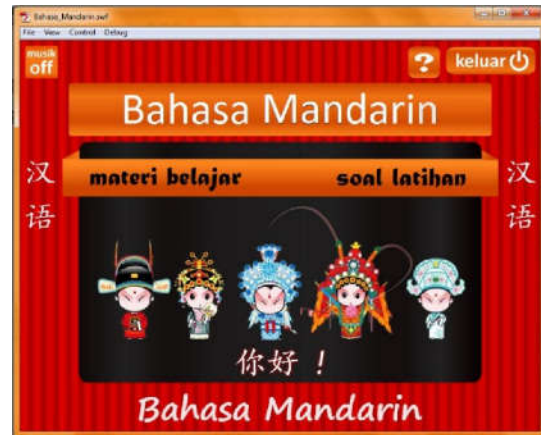 Bahasa_Mandarin.swf
File View Control Debug
musik
off
? keluar
Bahasa Mandarin
materi belajar soal latihan
汉语
汉语
你好！
Bahasa Mandarin